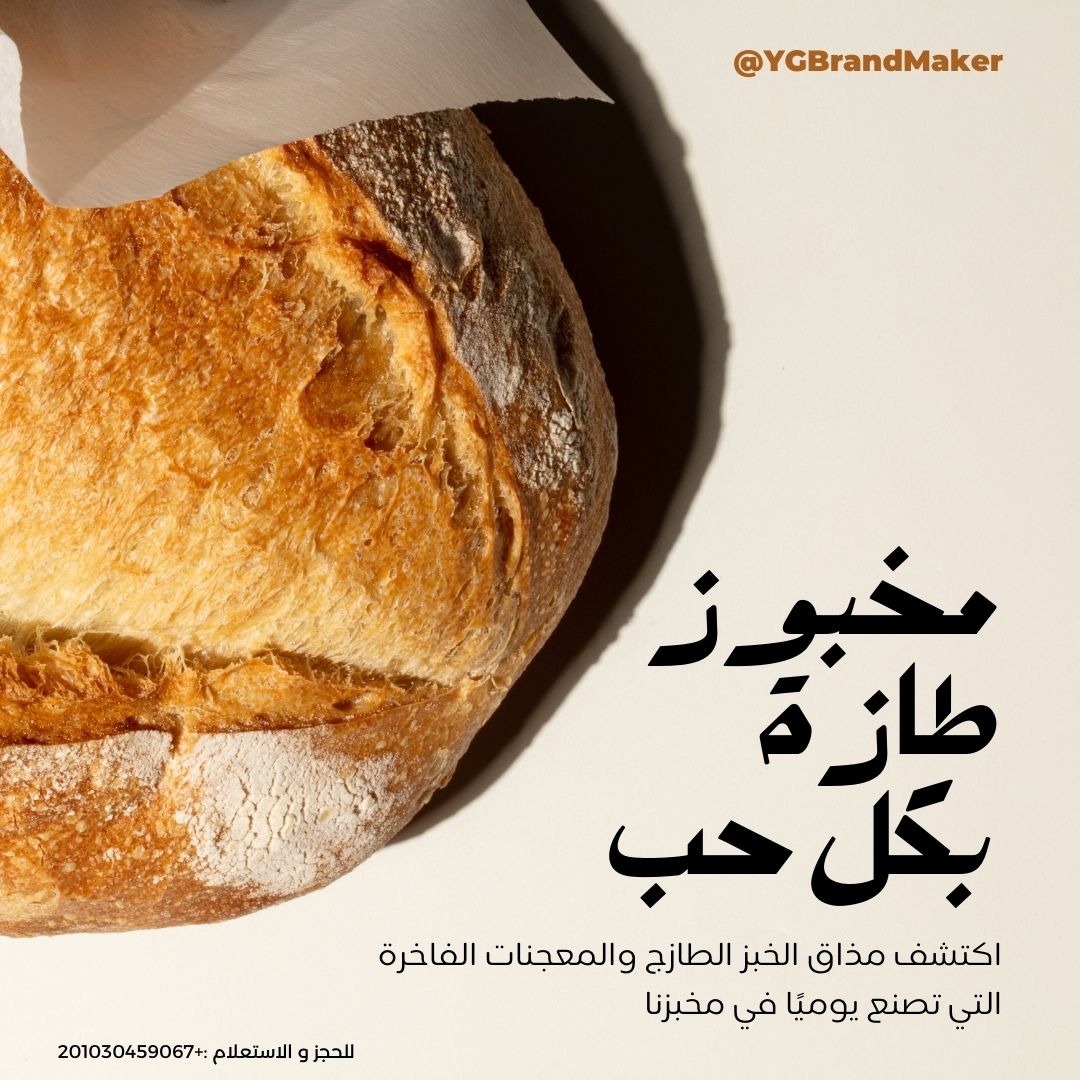 @YGBrandMaker
مخبوز
طازة
بكل حب
اكتشف مذاق الخبز الطازج والمعجنات الفاخرة
التي تصنع يوميًا في مخبزنا
للحجز و الاستعلام :+201030459067